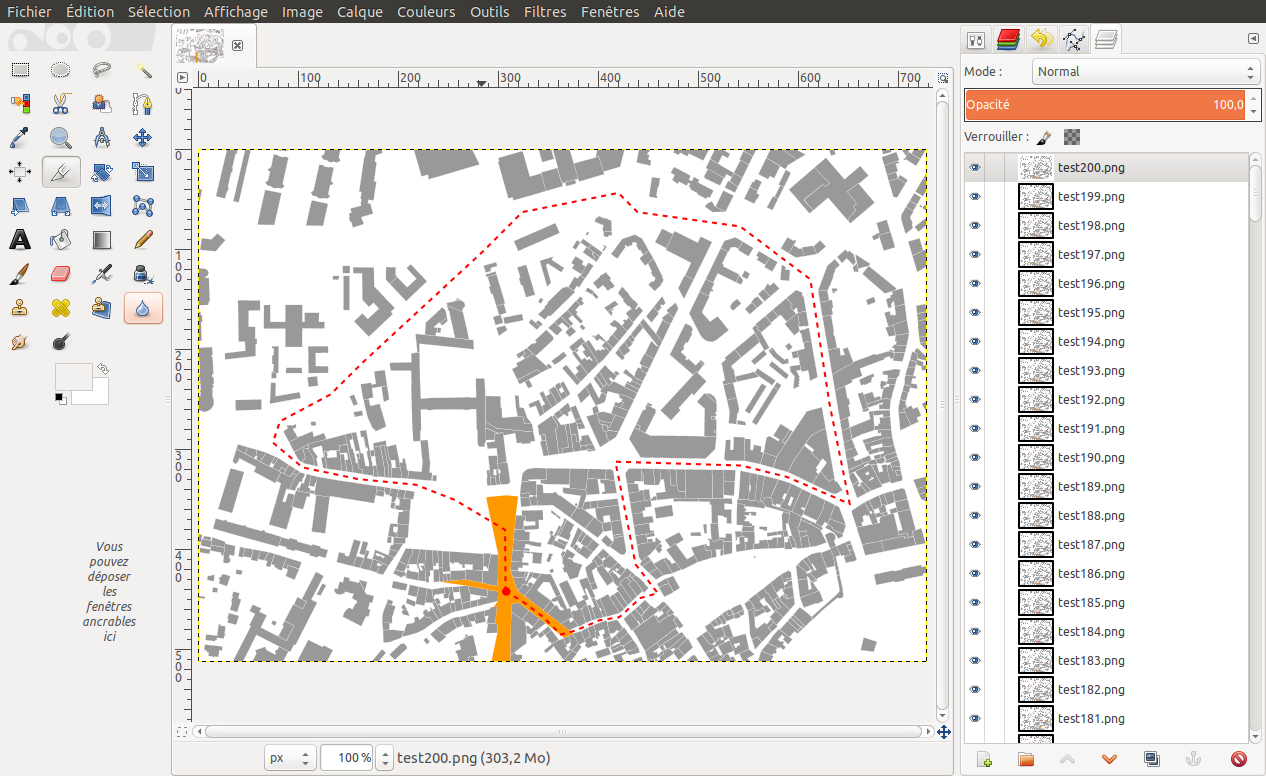 Fichier Édition Sélection Affichage Image Calque Couleurs Outils Filtres Fenêtres Aide
0 100 200 300 400 500 600 700
0
0
100
200
300
400
500
Vous
pouvez
déposer
les
fenêtres
ancrables
ici
px 100 % test200.png (303,2 Mo)
Mode : Normal
Opacité 100,0
Verrouiller :
test200.png
test199.png
test198.png
test197.png
test196.png
test195.png
test194.png
test193.png
test192.png
test191.png
test190.png
test189.png
test188.png
test187.png
test186.png
test185.png
test184.png
test183.png
test182.png
test181.png